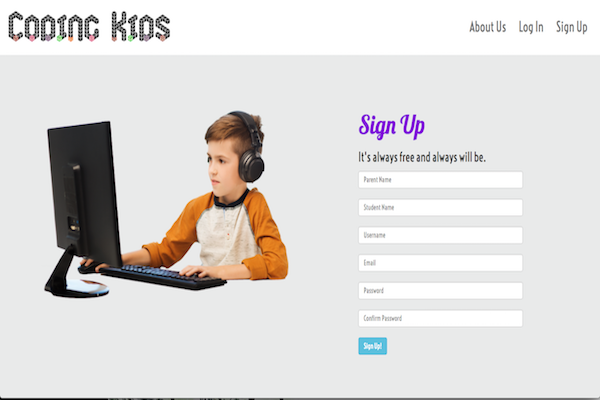 Coding Kids
About Us Log In Sign Up
Sign Up
It's always free and always will be.
Parent Name
Student Name
Username
Email
Password
Confirm Password
Sign Up!